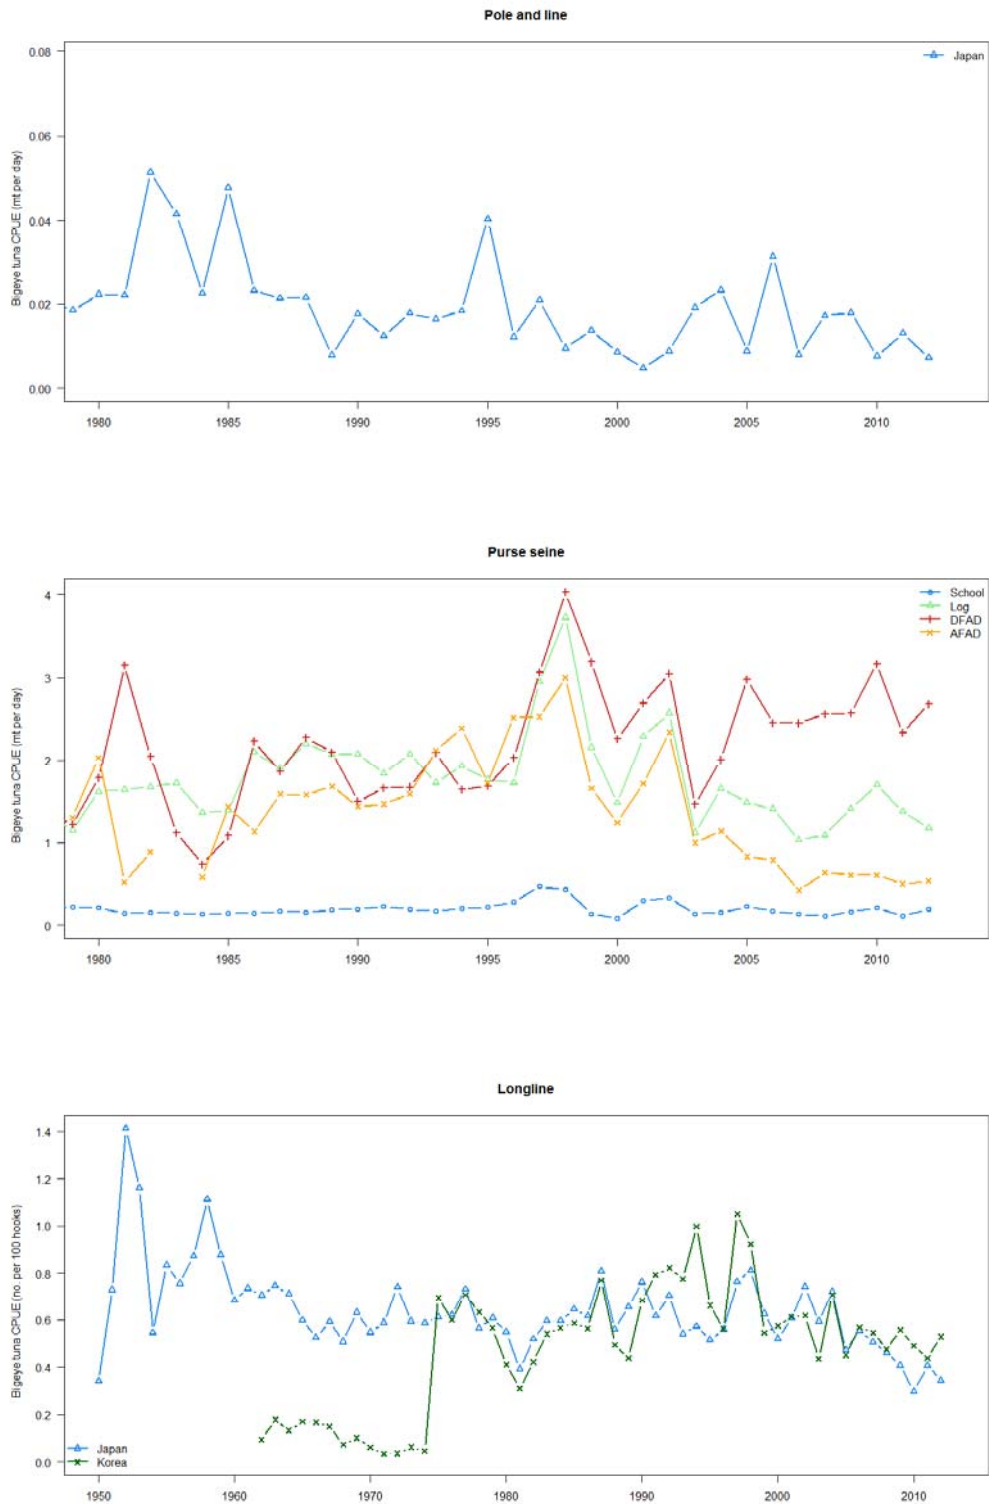 Pole and line
Bigeye tuna CPUE (mt per day)
0.08
0.06
0.04
0.02
0.00
Japan
1980 1985 1990 1995 2000 2005 2010
Purse seine
Bigeye tuna CPUE (mt per day)
4
3
2
1
0
School
Log
DFAD
AFAD
1980 1985 1990 1995 2000 2005 2010
Longline
Bigeye tuna CPUE (no. per 100 hooks)
1.4
1.2
1.0
0.8
0.6
0.4
0.2
0.0
Japan
Korea
1950 1960 1970 1980 1990 2000 2010